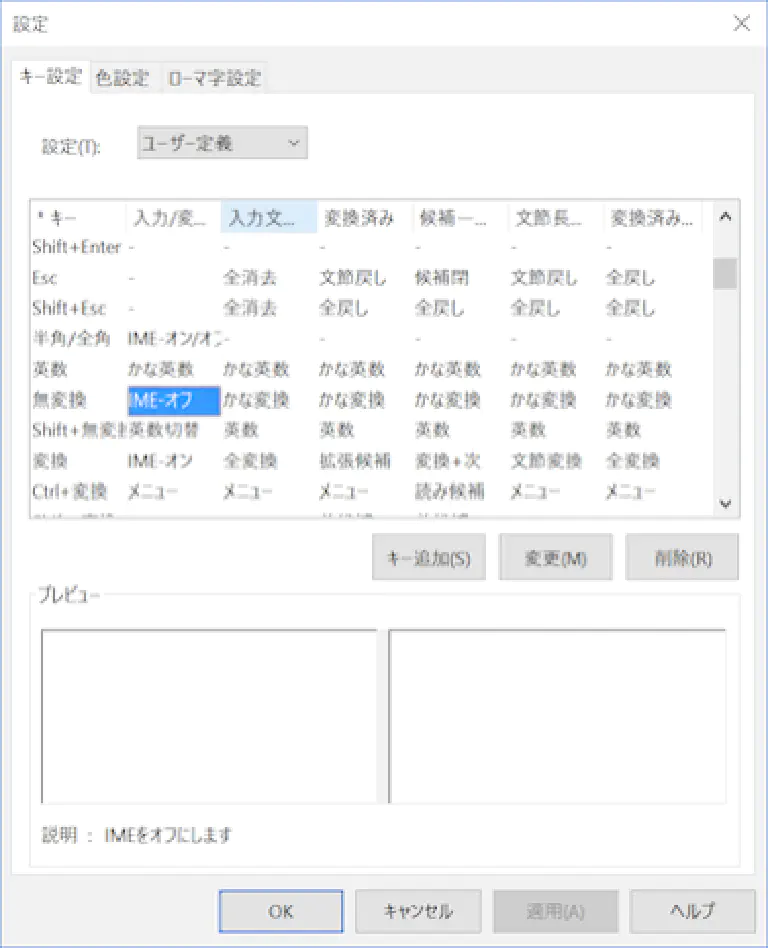 設定
キー設定 色設定 ローマ字設定
設定(T): ユーザー定義
* キー 入力/変... 入力文... 変換済み 候補一... 文節長... 変換済み...
Shift+Enter - - - - - -
Esc - 全消去 文節戻し 候補閉 文節戻し 全戻し
Shift+Esc - 全消去 全戻し 全戻し 全戻し 全戻し
半角/全角 IME-オン/オフ - - - - -
英数 かな英数 かな英数 かな英数 かな英数 かな英数 かな英数
無変換 IME-オフ かな変換 かな変換 かな変換 かな変換 かな変換
Shift+無変換 英数切替 英数 英数 英数 英数 英数
変換 IME-オン 全変換 拡張候補 変換+次 文節変換 全変換
Ctrl+変換 メニュー メニュー メニュー 読み候補 メニュー メニュー
キー追加(S) 変更(M) 削除(R)
プレビュー
説明 : IMEをオフにします
OK キャンセル 適用(A) ヘルプ